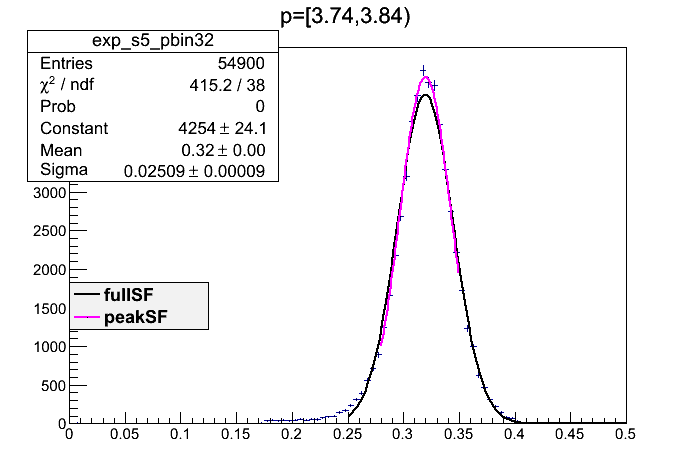 p=[3.74,3.84)
exp_s5_pbin32
Entries 54900
χ² / ndf 415.2 / 38
Prob 0
Constant 4254 ± 24.1
Mean 0.32 ± 0.00
Sigma 0.02509 ± 0.00009
3000
2500
2000
1500
1000
500
0
fullSF
peakSF
0 0.05 0.1 0.15 0.2 0.25 0.3 0.35 0.4 0.45 0.5